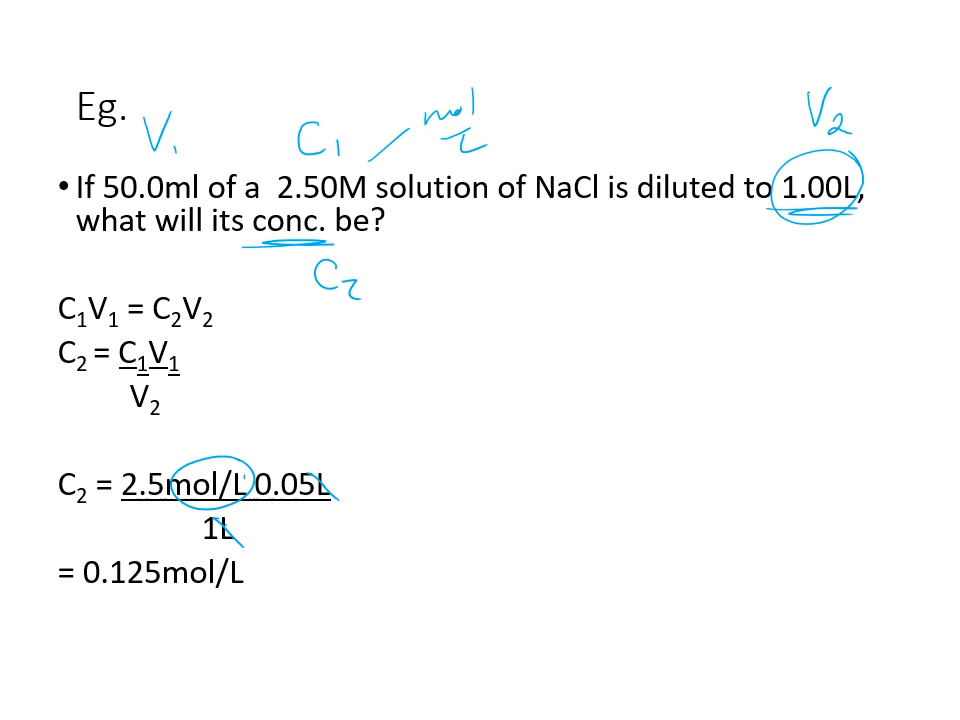 Eg.
V₁ C₁ / mol/L V₂
• If 50.0ml of a 2.50M solution of NaCl is diluted to 1.00L,
what will its conc. be?
C₂
C₁V₁ = C₂V₂
C₂ = C₁V₁
V₂
C₂ = 2.5mol/L 0.05L
1L
= 0.125mol/L